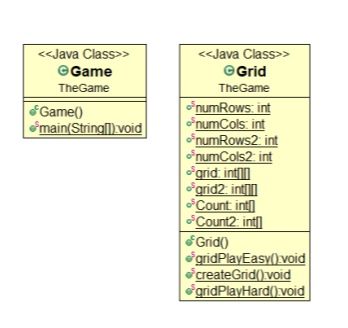 <<Java Class>>
Game
TheGame
Game()
main(String[]):void
<<Java Class>>
Grid
TheGame
numRows: int
numCols: int
numRows2: int
numCols2: int
grid: int[][]
grid2: int[][]
Count: int[]
Count2: int[]
Grid()
gridPlayEasy():void
createGrid():void
gridPlayHard():void